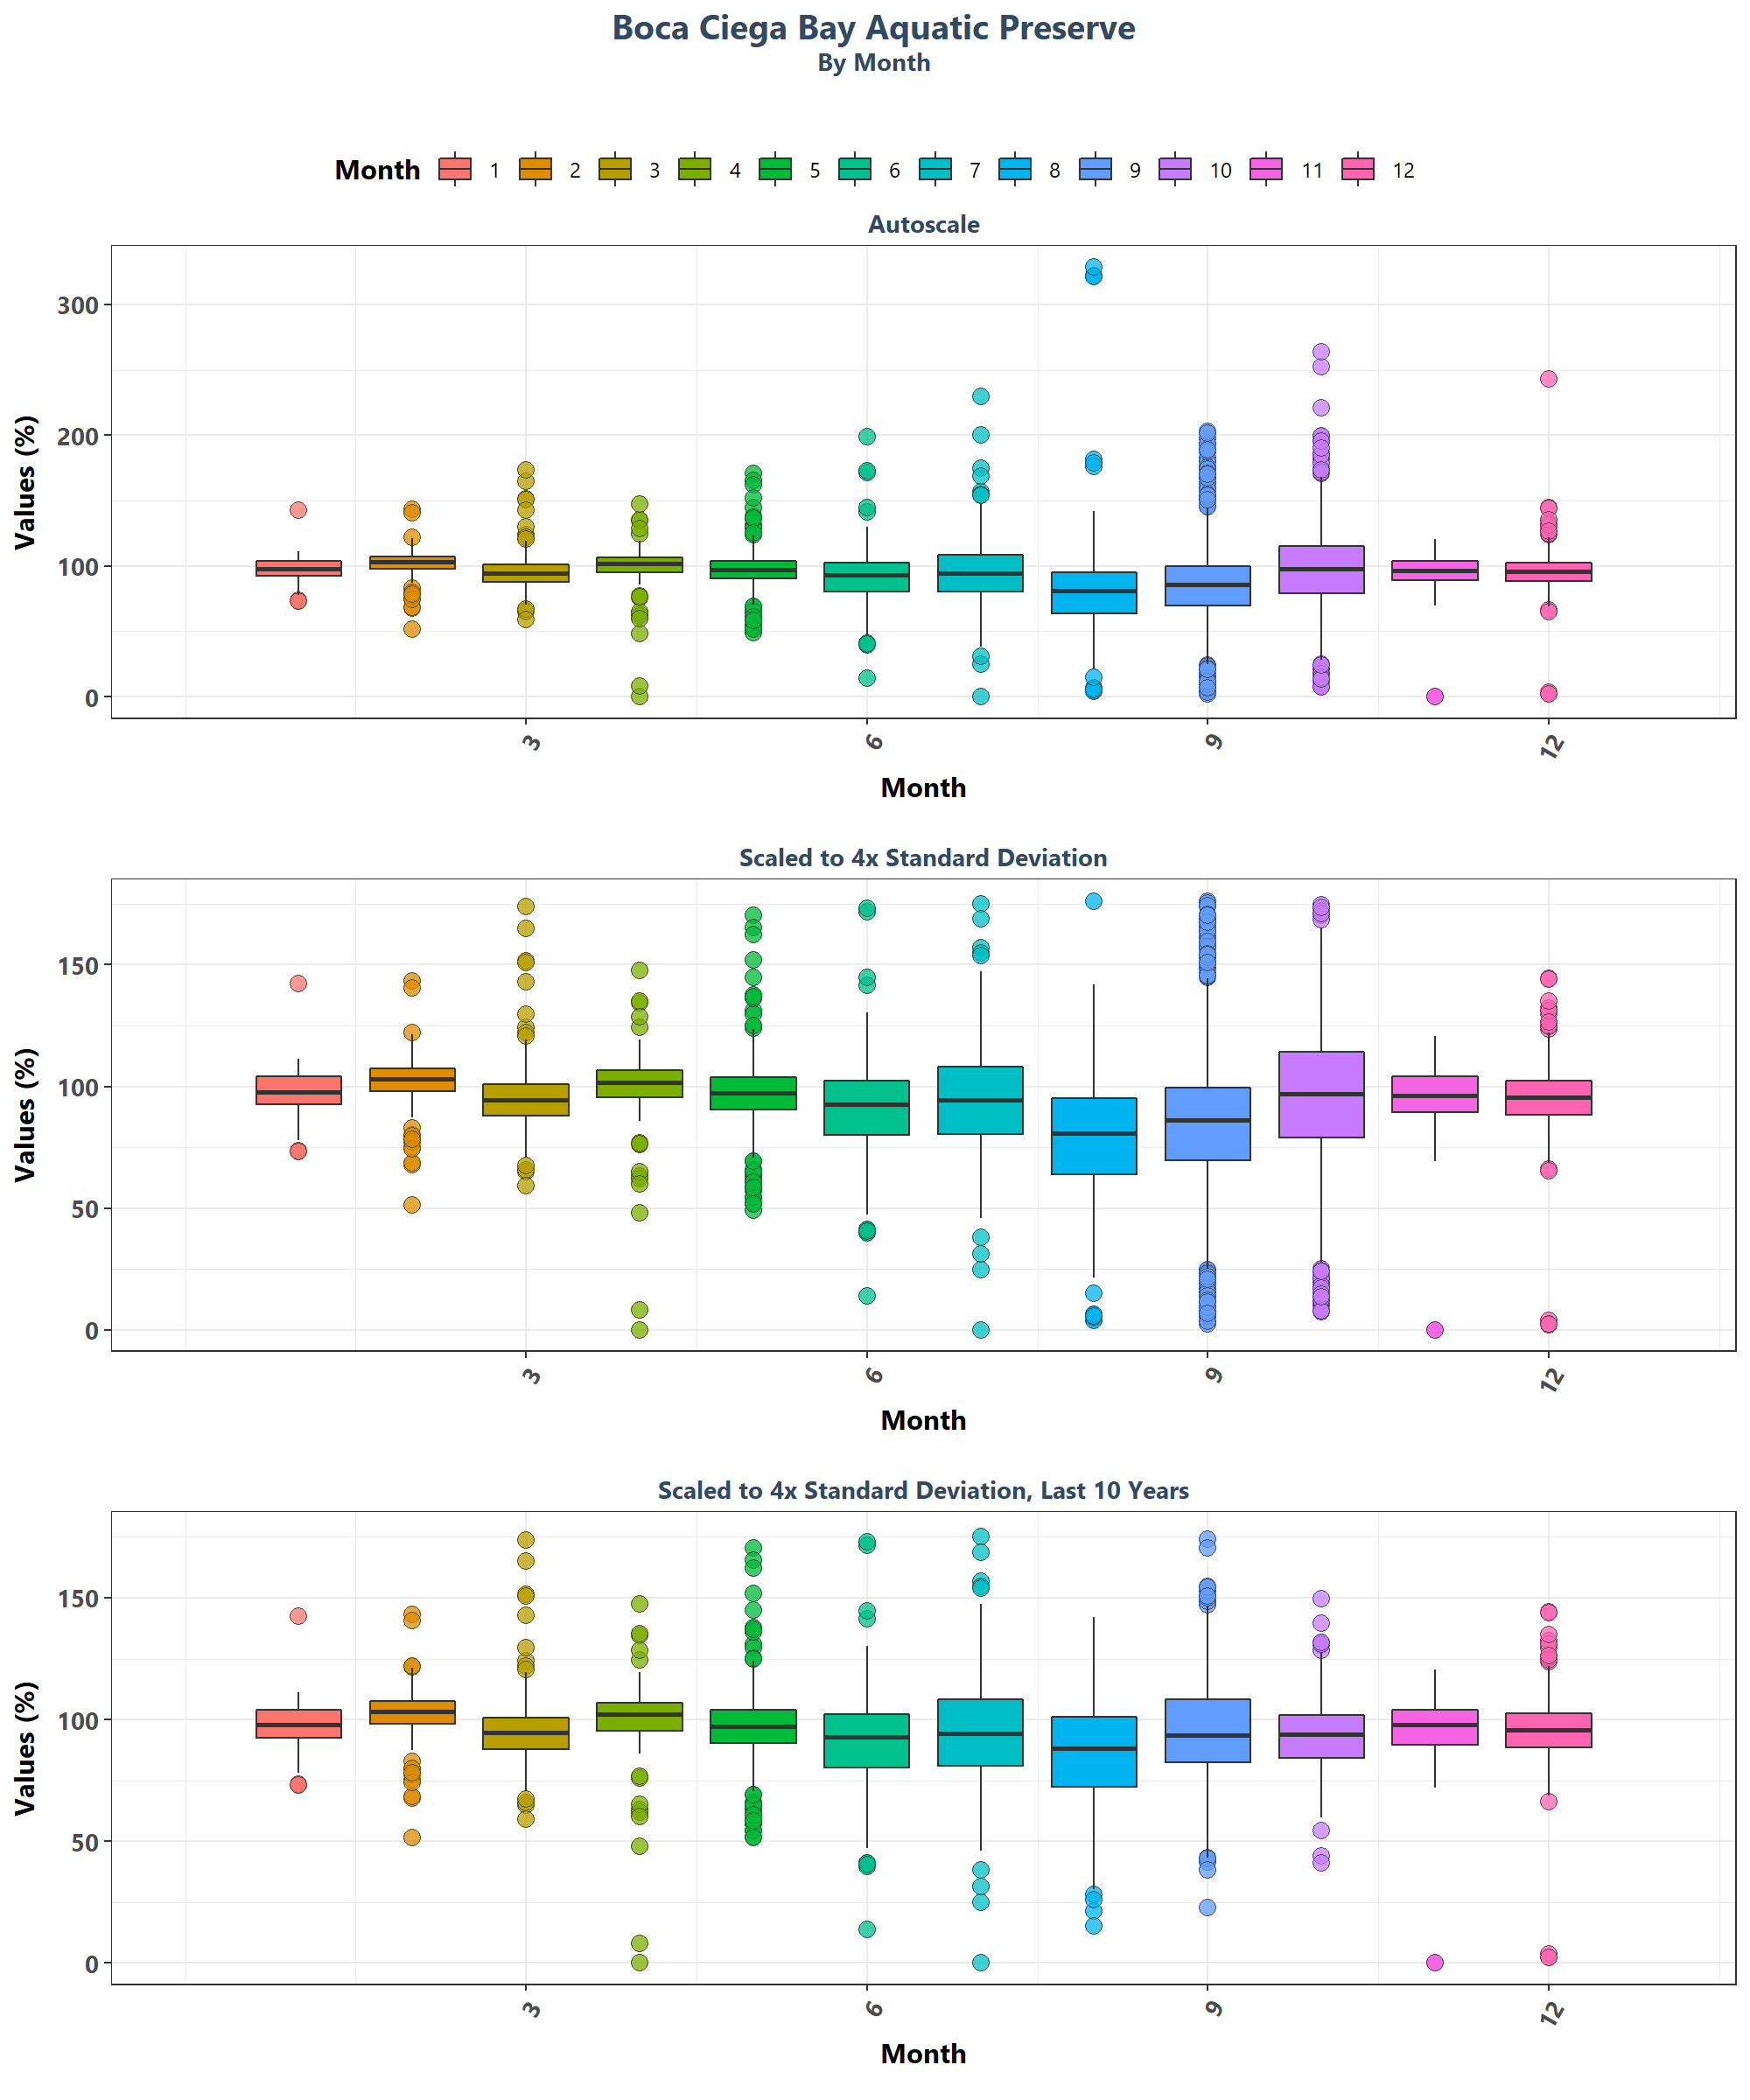 Boca Ciega Bay Aquatic Preserve
By Month
Month 1 2 3 4 5 6 7 8 9 10 11 12
Autoscale
Values (%)
300
200
100
0
3 6 9 12
Month
Scaled to 4x Standard Deviation
Values (%)
150
100
50
0
3 6 9 12
Month
Scaled to 4x Standard Deviation, Last 10 Years
Values (%)
150
100
50
0
3 6 9 12
Month